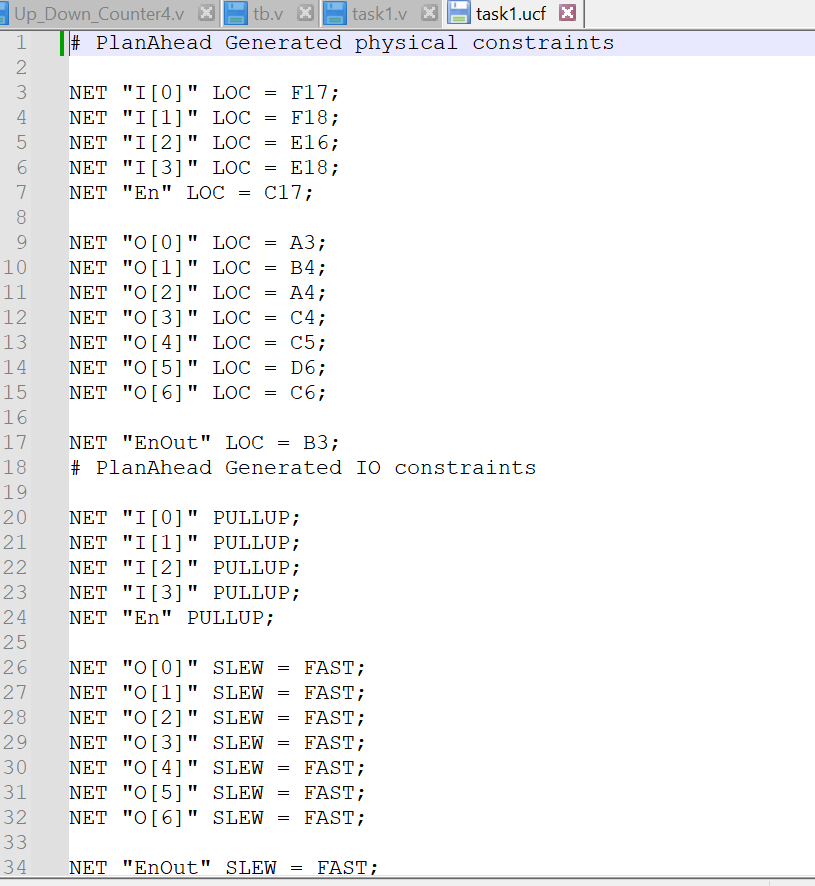 Up_Down_Counter4.v tb.v task1.v task1.ucf
1 # PlanAhead Generated physical constraints
2
3 NET "I[0]" LOC = F17;
4 NET "I[1]" LOC = F18;
5 NET "I[2]" LOC = E16;
6 NET "I[3]" LOC = E18;
7 NET "En" LOC = C17;
8
9 NET "O[0]" LOC = A3;
10 NET "O[1]" LOC = B4;
11 NET "O[2]" LOC = A4;
12 NET "O[3]" LOC = C4;
13 NET "O[4]" LOC = C5;
14 NET "O[5]" LOC = D6;
15 NET "O[6]" LOC = C6;
16
17 NET "EnOut" LOC = B3;
18 # PlanAhead Generated IO constraints
19
20 NET "I[0]" PULLUP;
21 NET "I[1]" PULLUP;
22 NET "I[2]" PULLUP;
23 NET "I[3]" PULLUP;
24 NET "En" PULLUP;
25
26 NET "O[0]" SLEW = FAST;
27 NET "O[1]" SLEW = FAST;
28 NET "O[2]" SLEW = FAST;
29 NET "O[3]" SLEW = FAST;
30 NET "O[4]" SLEW = FAST;
31 NET "O[5]" SLEW = FAST;
32 NET "O[6]" SLEW = FAST;
33
34 NET "EnOut" SLEW = FAST;